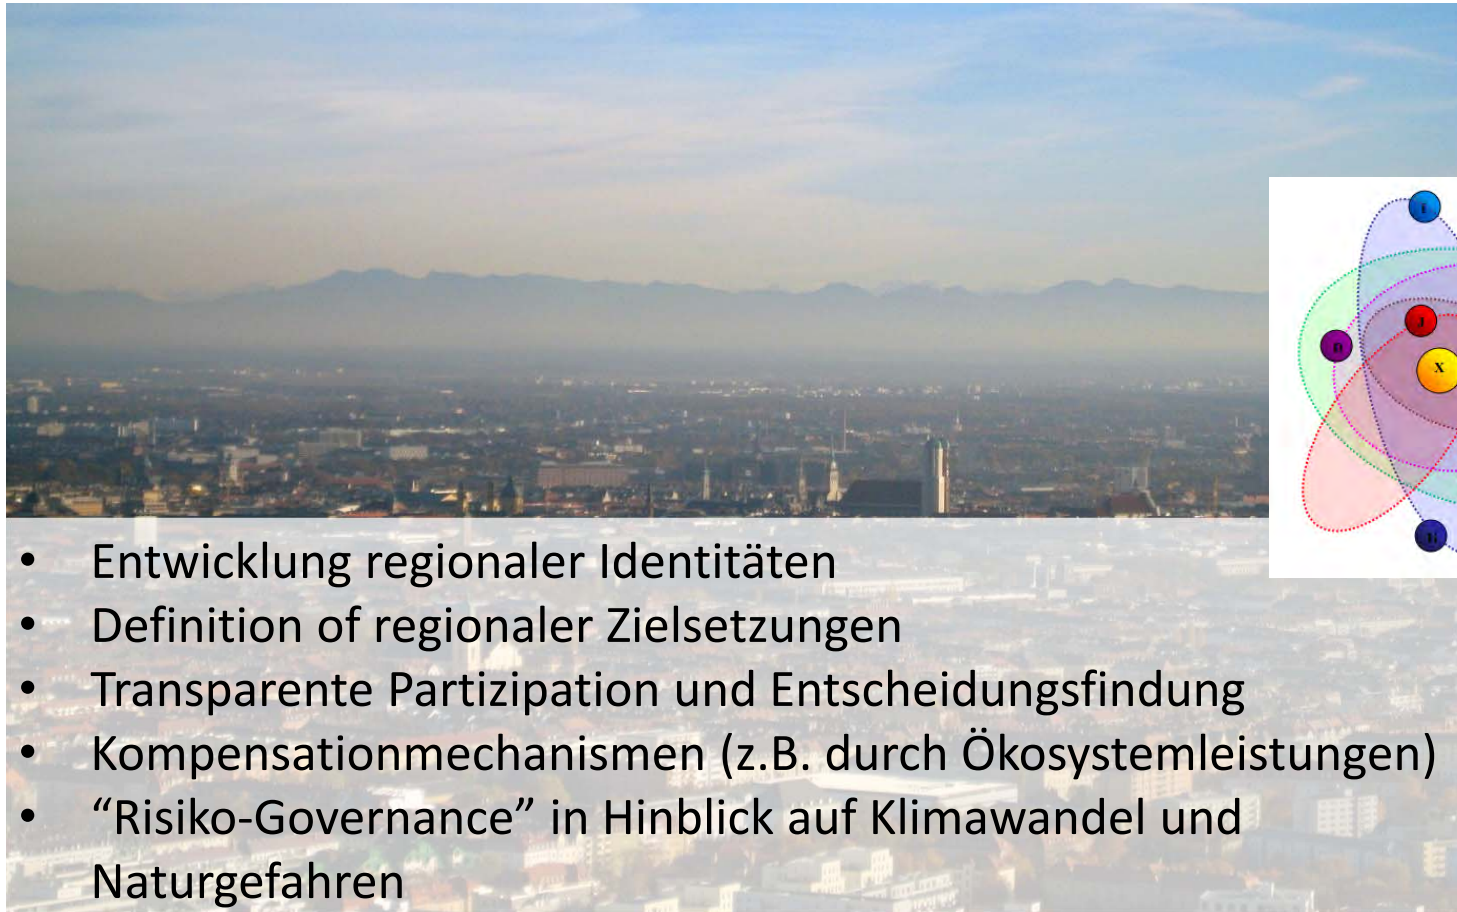 X
• Entwicklung regionaler Identitäten
• Definition of regionaler Zielsetzungen
• Transparente Partizipation und Entscheidungsfindung
• Kompensationmechanismen (z.B. durch Ökosystemleistungen)
• “Risiko-Governance” in Hinblick auf Klimawandel und
Naturgefahren